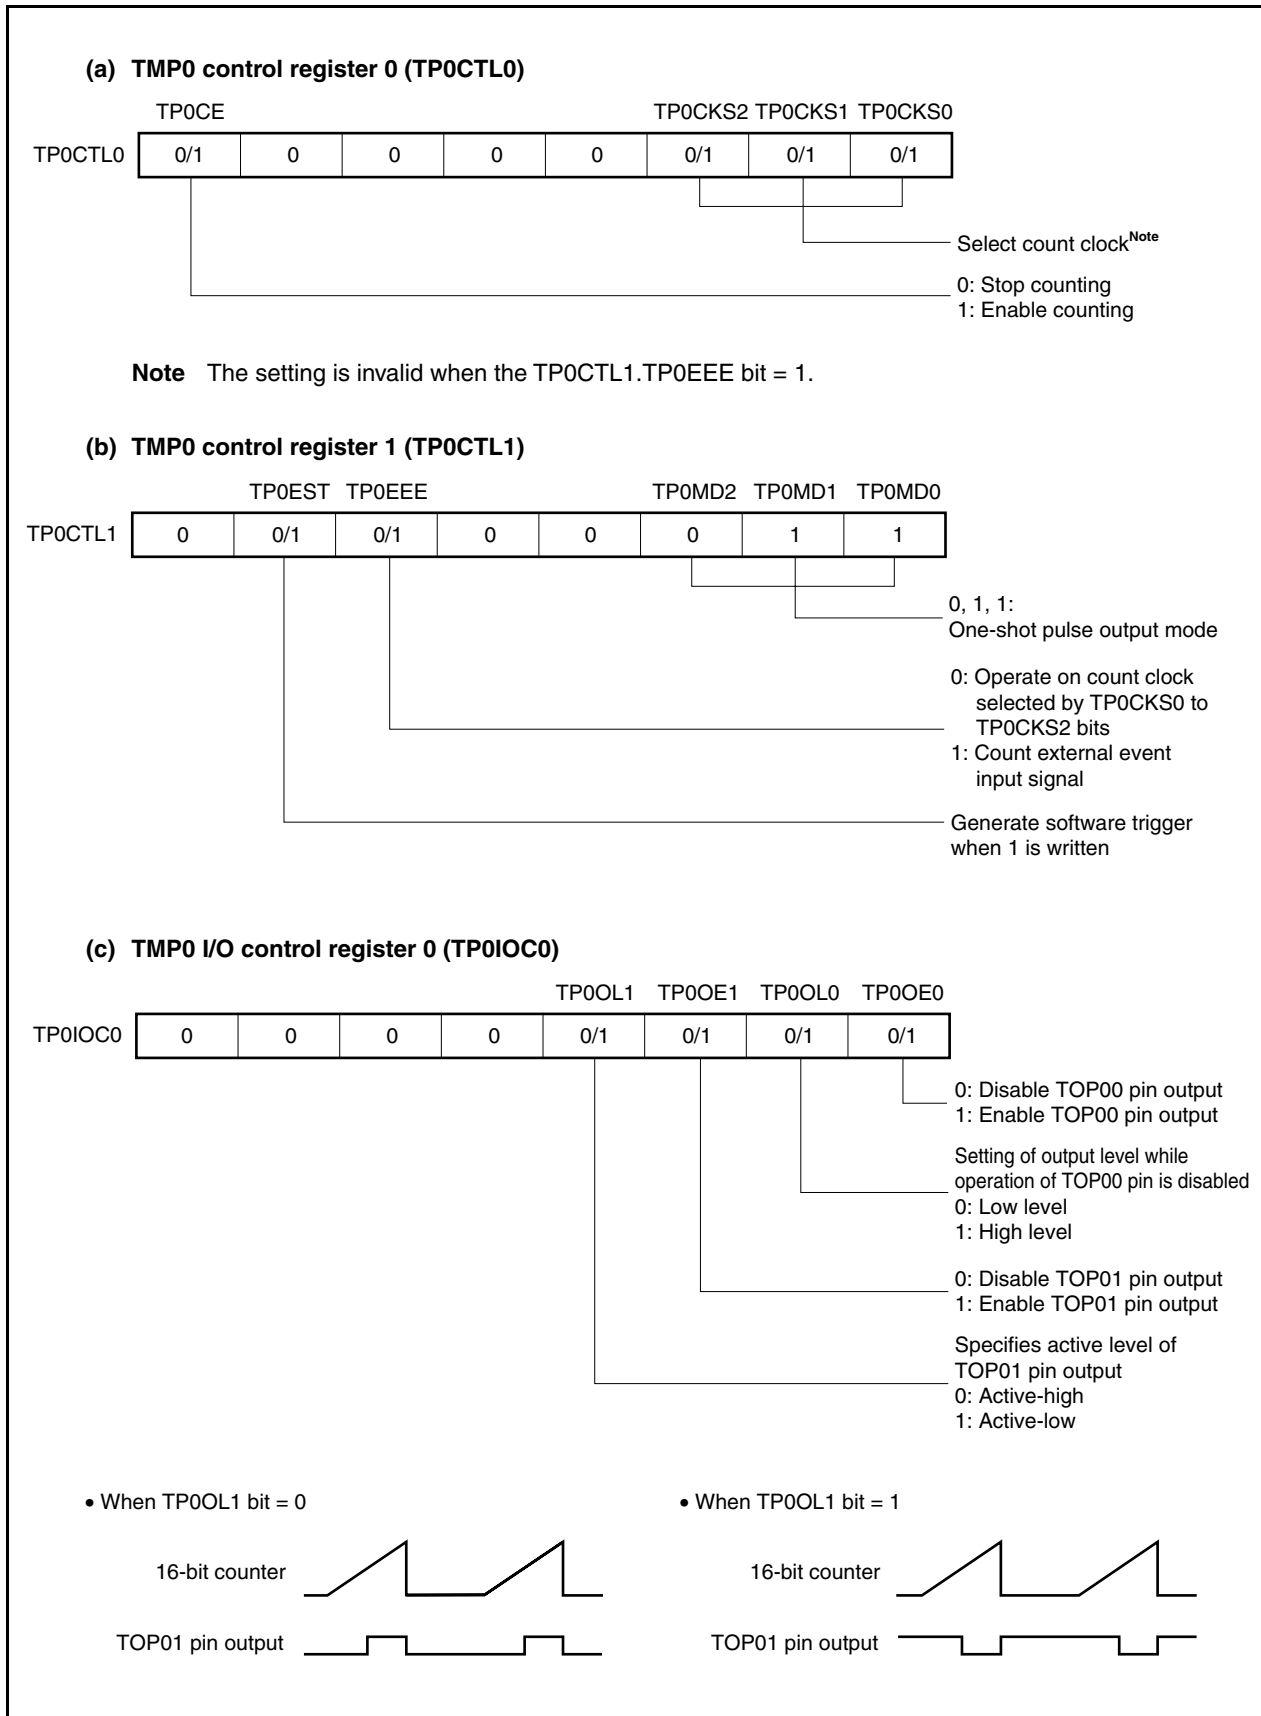 (a) TMP0 control register 0 (TP0CTL0)
TP0CE TP0CKS2 TP0CKS1 TP0CKS0
TP0CTL0 0/1 0 0 0 0 0/1 0/1 0/1
Select count clockNote
0: Stop counting
1: Enable counting
Note The setting is invalid when the TP0CTL1.TP0EEE bit = 1.
(b) TMP0 control register 1 (TP0CTL1)
TP0EST TP0EEE TP0MD2 TP0MD1 TP0MD0
TP0CTL1 0 0/1 0/1 0 0 0 1 1
0, 1, 1:
One-shot pulse output mode
0: Operate on count clock
selected by TP0CKS0 to
TP0CKS2 bits
1: Count external event
input signal
Generate software trigger
when 1 is written
(c) TMP0 I/O control register 0 (TP0IOC0)
TP0OL1 TP0OE1 TP0OL0 TP0OE0
TP0IOC0 0 0 0 0 0/1 0/1 0/1 0/1
0: Disable TOP00 pin output
1: Enable TOP00 pin output
Setting of output level while
operation of TOP00 pin is disabled
0: Low level
1: High level
0: Disable TOP01 pin output
1: Enable TOP01 pin output
Specifies active level of
TOP01 pin output
0: Active-high
1: Active-low
• When TP0OL1 bit = 0
16-bit counter
TOP01 pin output
• When TP0OL1 bit = 1
16-bit counter
TOP01 pin output